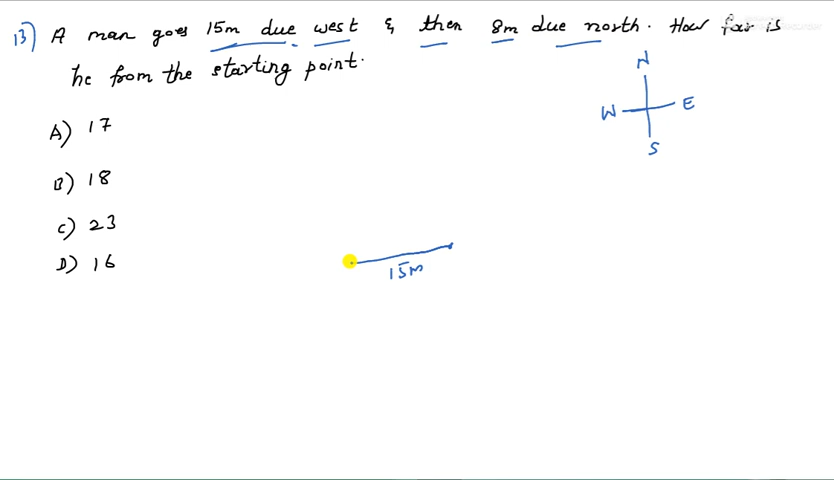 13) A man goes 15m due west & then 8m due north. How far is
he from the starting point.
N
W E
S
A) 17
B) 18
C) 23
D) 16
15m